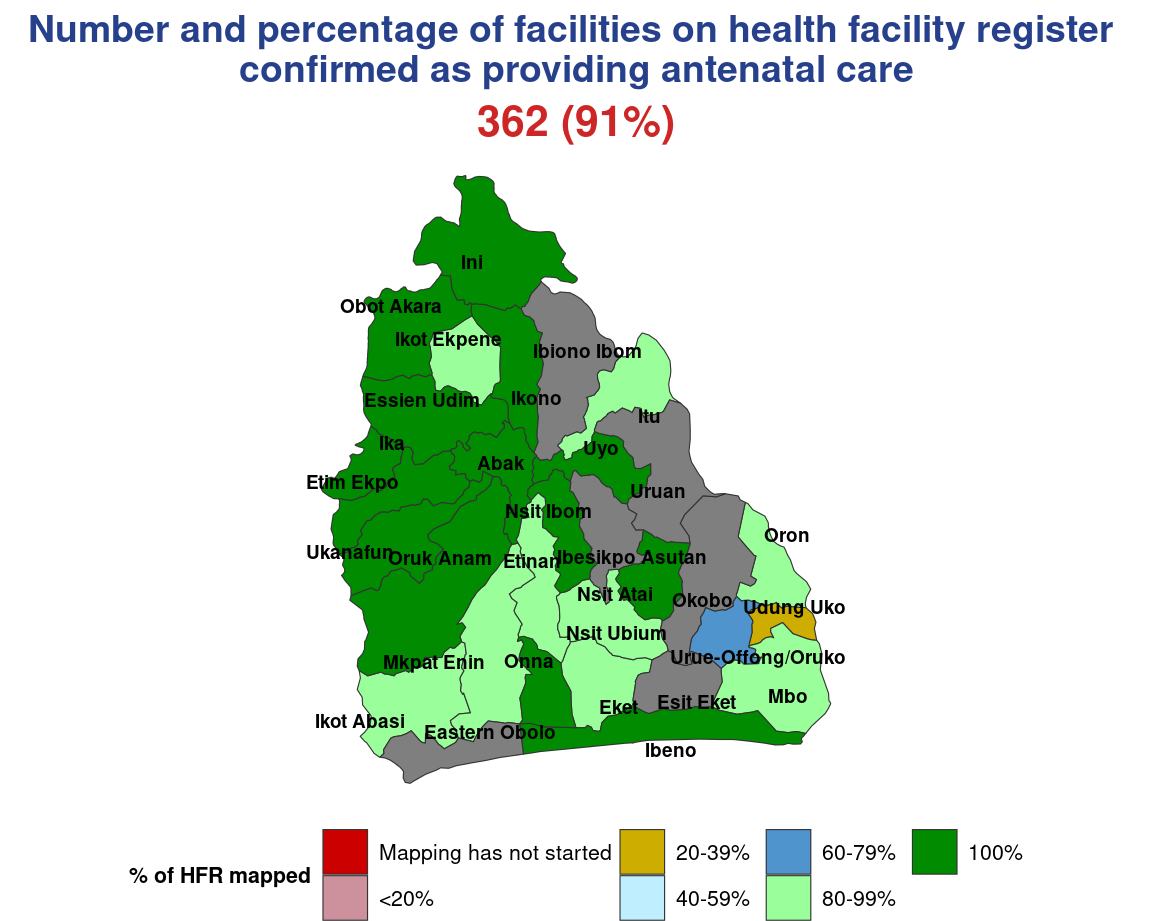 Number and percentage of facilities on health facility register
confirmed as providing antenatal care
362 (91%)
Ini
Obot Akara
Ikot Ekpene
Ibiono Ibom
Essien Udim
Ikono
Itu
Ika
Uyo
Abak
Etim Ekpo
Uruan
Nsit Ibom
Oron
Ukanafun
Oruk Anam
Etinan
Ibesikpo Asutan
Nsit Atai
Okobo
Udung Uko
Nsit Ubium
Urue-Offong/Oruko
Mkpat Enin
Onna
Mbo
Esit Eket
Eket
Ikot Abasi
Eastern Obolo
Ibeno
% of HFR mapped
Mapping has not started
<20%
20-39%
40-59%
60-79%
80-99%
100%